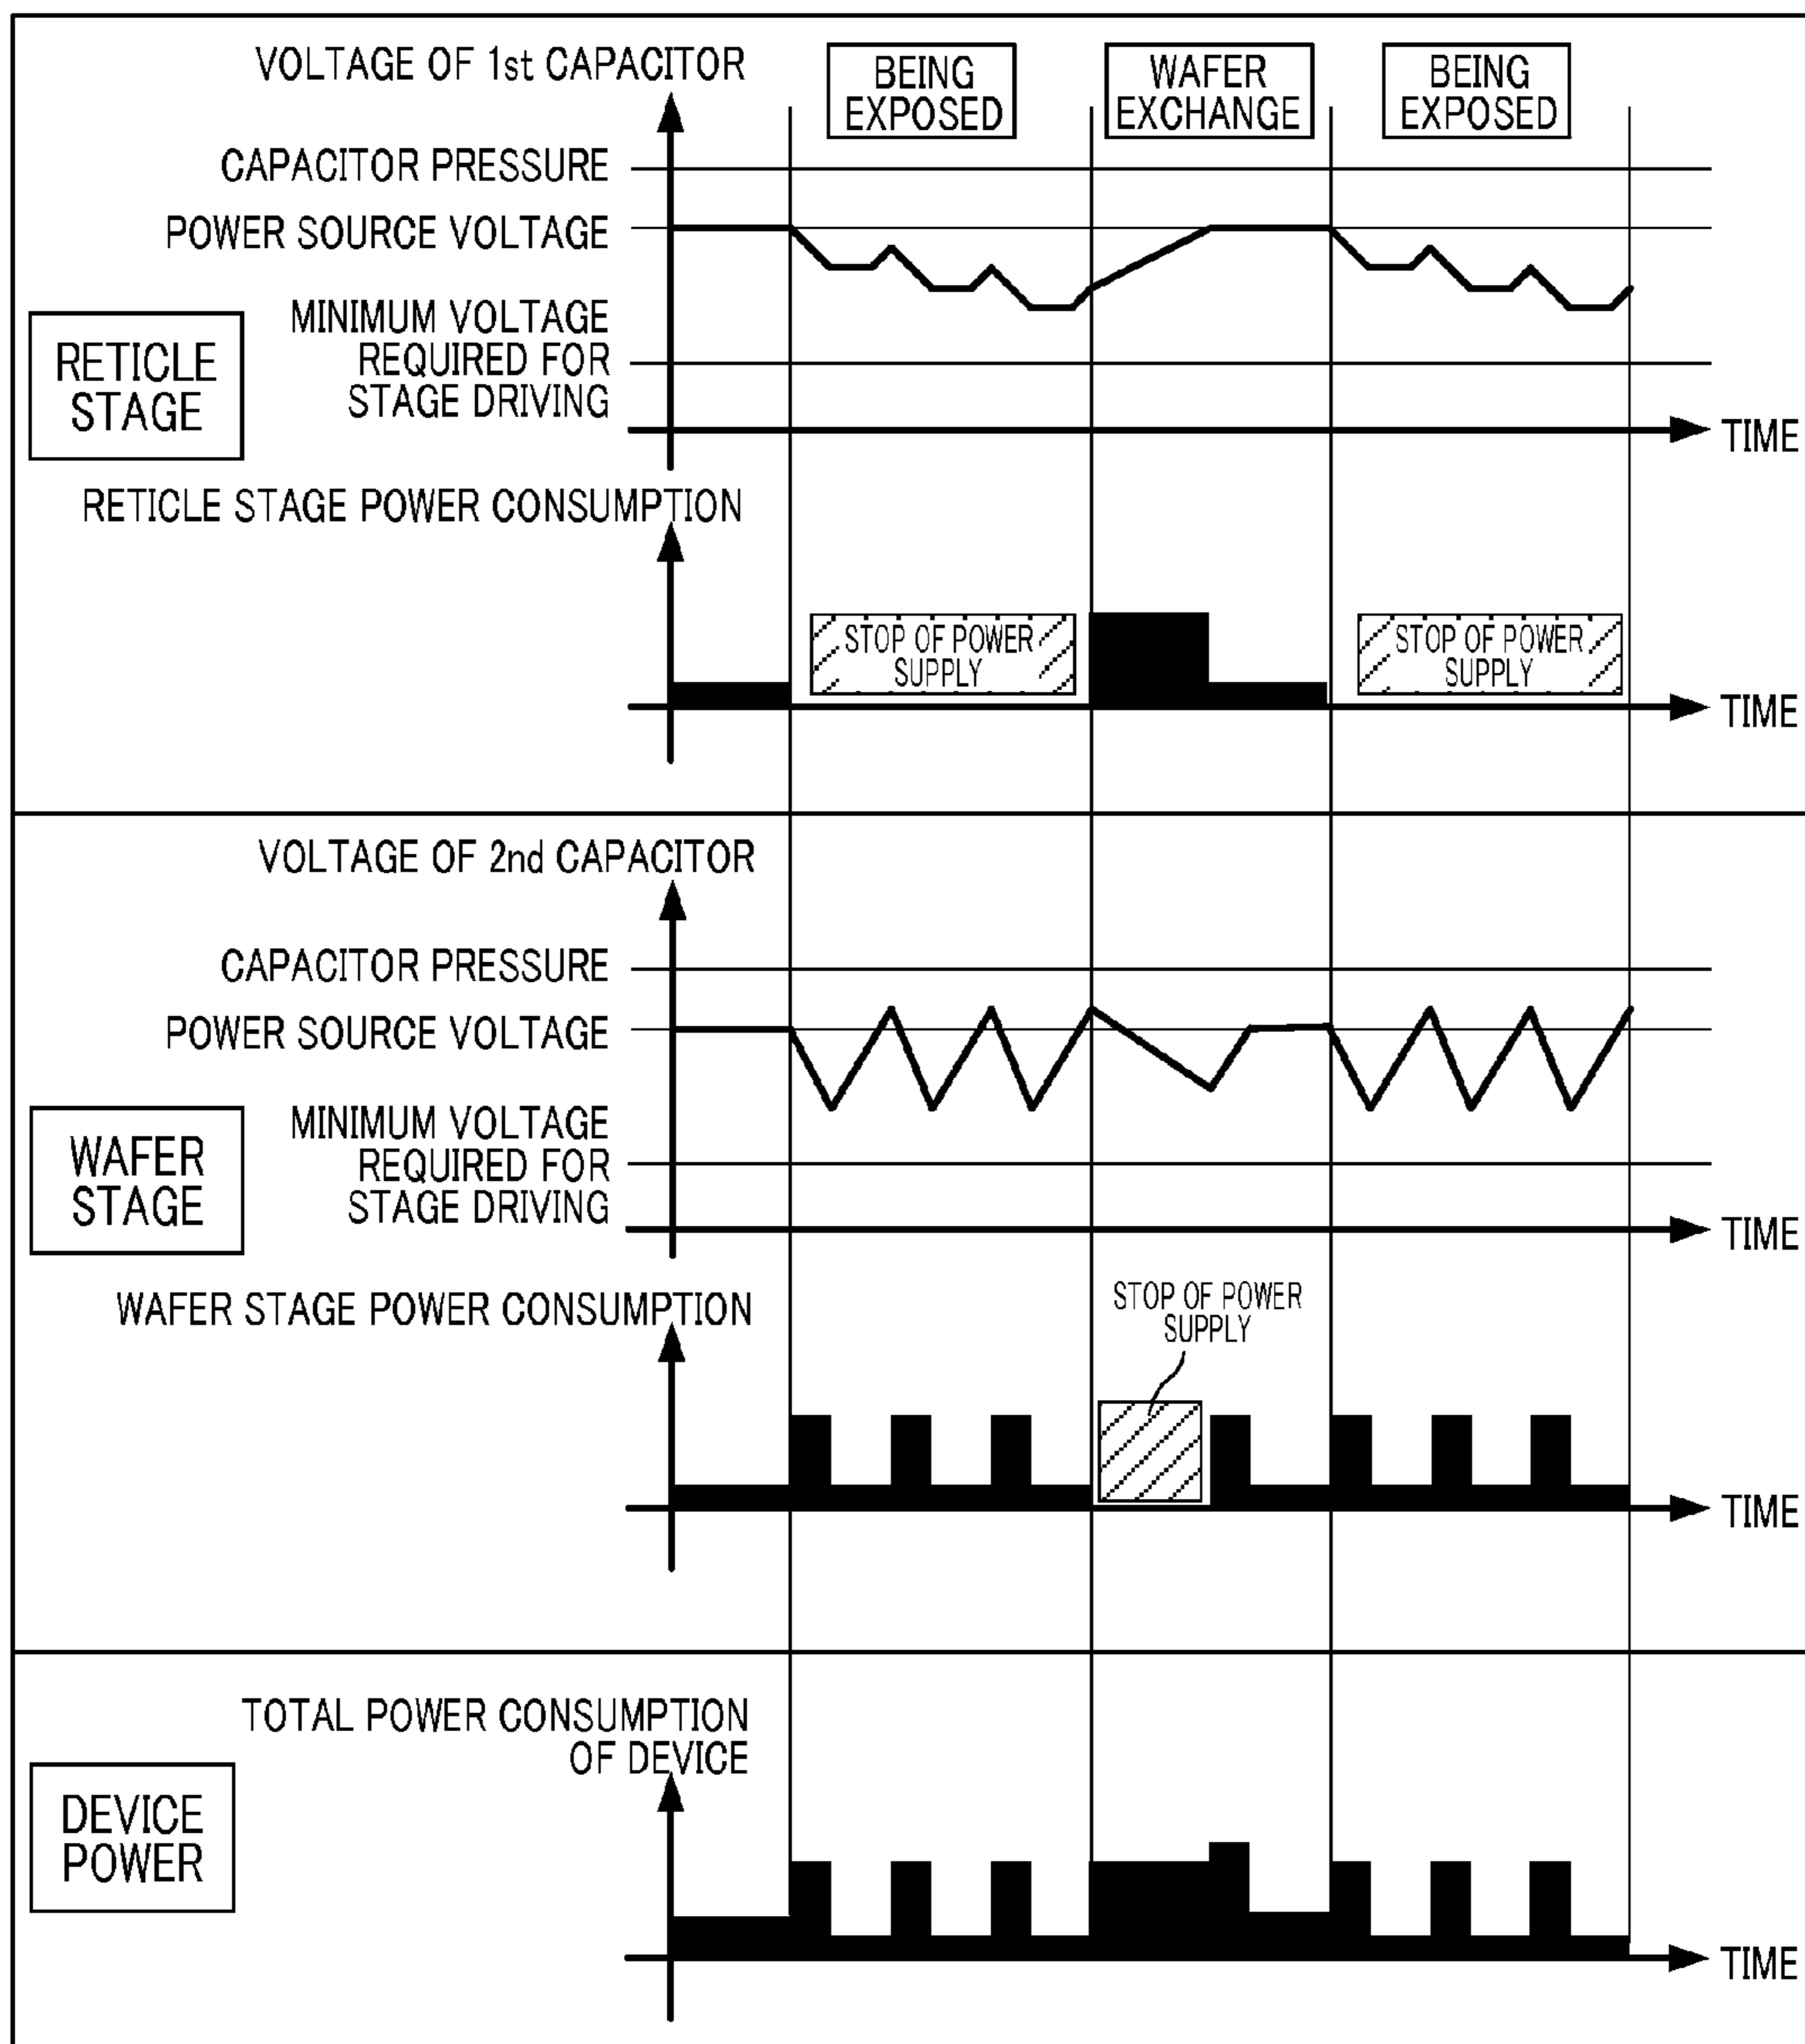 VOLTAGE OF 1st CAPACITOR
BEING
EXPOSED
WAFER
EXCHANGE
BEING
EXPOSED
CAPACITOR PRESSURE
POWER SOURCE VOLTAGE
MINIMUM VOLTAGE
REQUIRED FOR
STAGE DRIVING
RETICLE
STAGE
TIME
RETICLE STAGE POWER CONSUMPTION
STOP OF POWER
SUPPLY
STOP OF POWER
SUPPLY
TIME
VOLTAGE OF 2nd CAPACITOR
CAPACITOR PRESSURE
POWER SOURCE VOLTAGE
MINIMUM VOLTAGE
REQUIRED FOR
STAGE DRIVING
WAFER
STAGE
TIME
WAFER STAGE POWER CONSUMPTION
STOP OF POWER
SUPPLY
TIME
TOTAL POWER CONSUMPTION
OF DEVICE
DEVICE
POWER
TIME